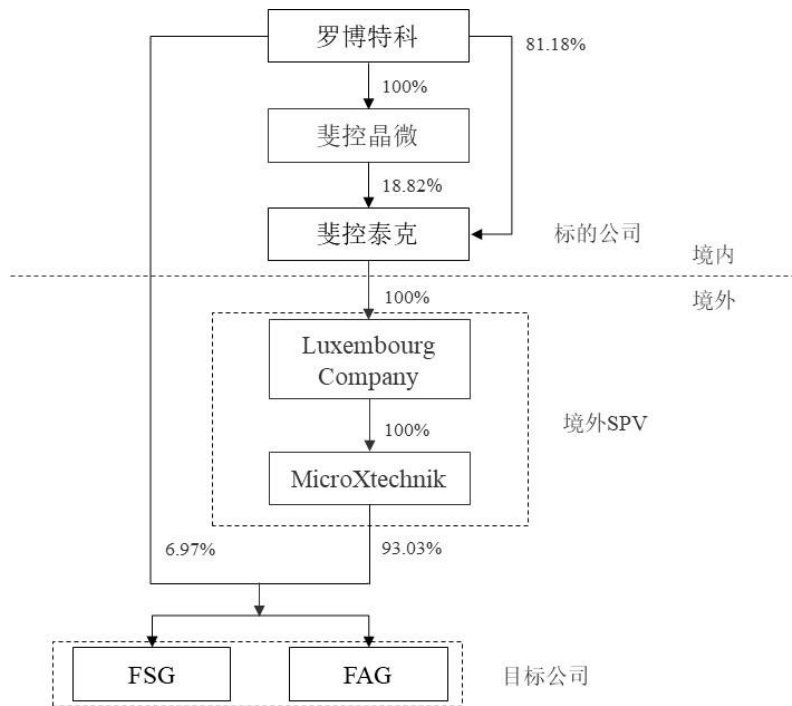 罗博特科
81.18%
100%
斐控晶微
18.82%
斐控泰克
标的公司
境内
100%
境外
Luxembourg
Company
100%
境外SPV
MicroXtechnik
6.97%
93.03%
FSG
FAG
目标公司